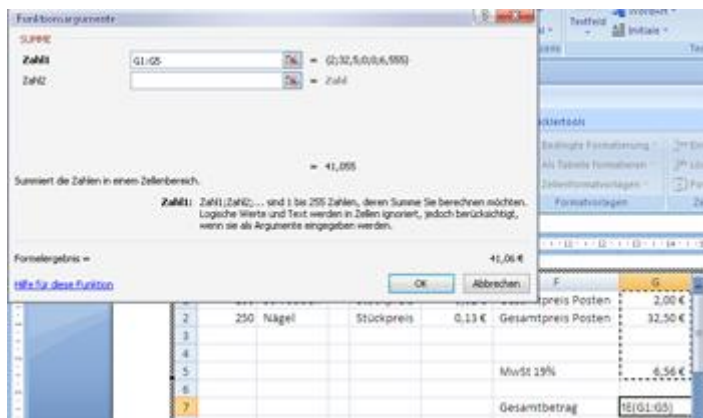 Funktionsargumente
SUMME
Zahl1 G1:G5 = {2;32,5;0;0;6,555}
Zahl2 = Zahl
= 41,055
Summiert die Zahlen in einem Zellenbereich.
Zahl1: Zahl1;Zahl2;... sind 1 bis 255 Zahlen, deren Summe Sie berechnen möchten.
Logische Werte und Text werden in Zellen ignoriert, jedoch berücksichtigt,
wenn sie als Argumente eingegeben werden.
Formelergebnis = 41,06 €
Hilfe für diese Funktion OK Abbrechen
Textfeld
WordArt
Initiale
Bedingte Formatierung
Als Tabelle formatieren
Zellenformatvorlagen
Formatvorlagen
F G
Stückpreis Gesamtpreis Posten 2,00 €
2 250 Nägel Stückpreis 0,13 € Gesamtpreis Posten 32,50 €
3
4
5 MwSt 19% 6,56 €
6
7 Gesamtbetrag ME(G1:G5)